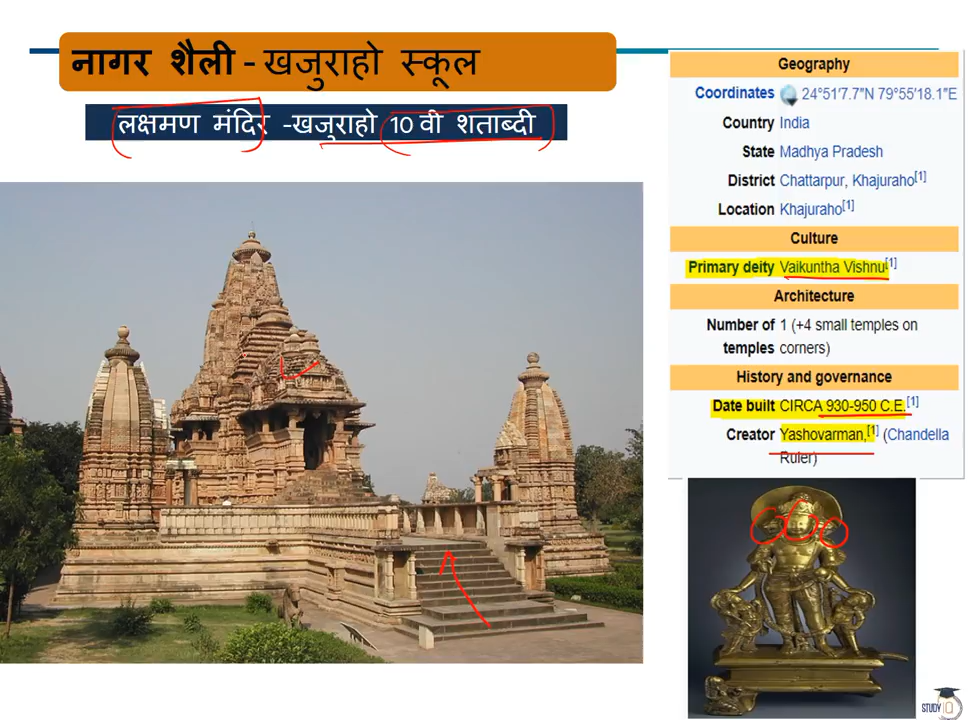 नागर शैली - खजुराहो स्कूल
लक्षमण मंदिर -खजुराहो 10 वी शताब्दी
Geography
Coordinates 24°51′7.7″N 79°55′18.1″E
Country India
State Madhya Pradesh
District Chattarpur, Khajuraho[1]
Location Khajuraho[1]
Culture
Primary deity Vaikuntha Vishnu[1]
Architecture
Number of 1 (+4 small temples on
temples corners)
History and governance
Date built CIRCA 930-950 C.E.[1]
Creator Yashovarman,[1] (Chandella
Ruler)
STUDY IQ